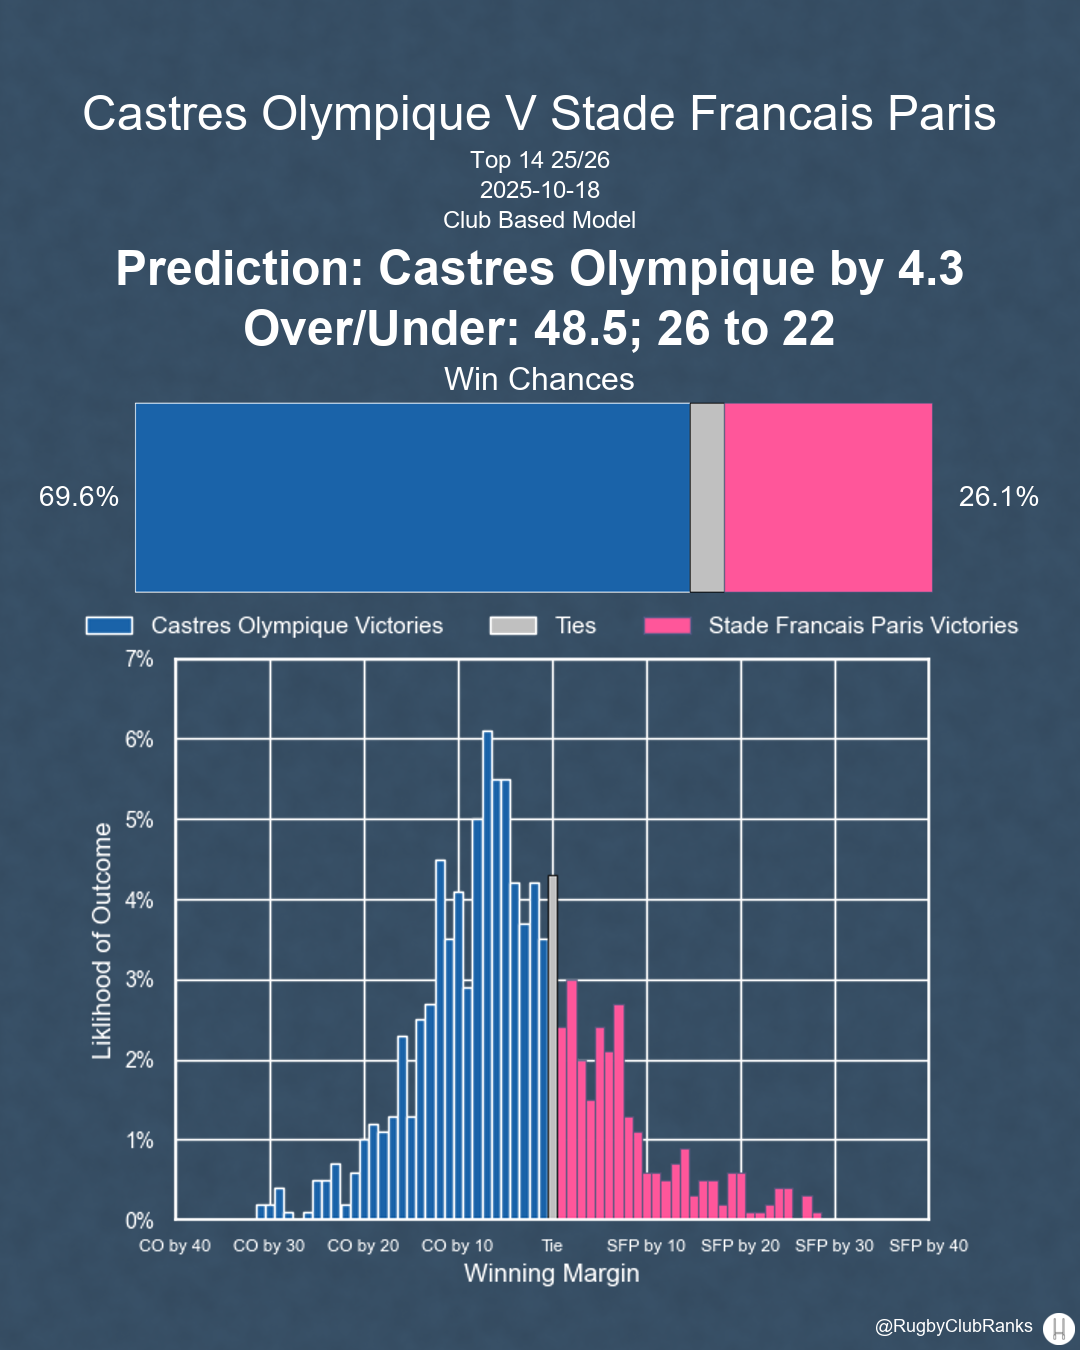 Castres Olympique V Stade Francais Paris
Top 14 25/26
2025-10-18
Club Based Model
Prediction: Castres Olympique by 4.3
Over/Under: 48.5; 26 to 22
Win Chances
69.6%
26.1%
Castres Olympique Victories
Ties
Stade Francais Paris Victories
7%
6%
5%
4%
3%
2%
1%
0%
Liklihood of Outcome
CO by 40
CO by 30
CO by 20
CO by 10
Tie
SFP by 10
SFP by 20
SFP by 30
SFP by 40
Winning Margin
@RugbyClubRanks